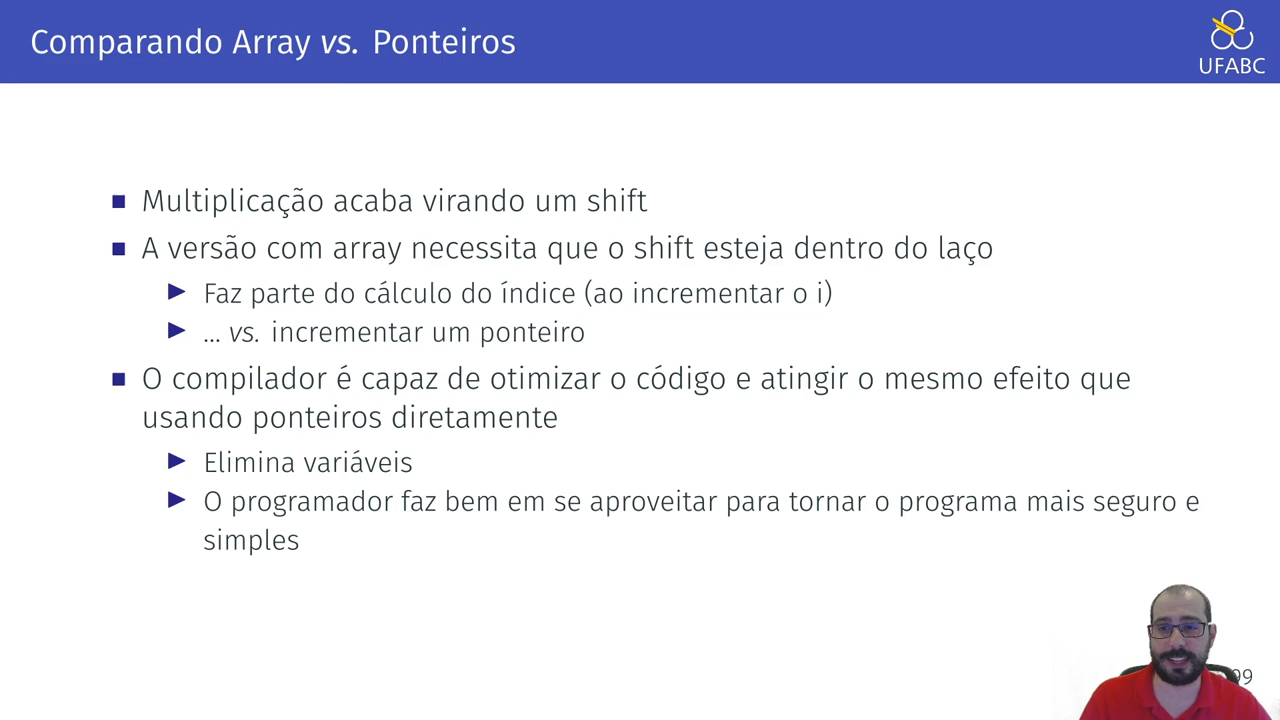 Comparando Array vs. Ponteiros
UFABC
Multiplicação acaba virando um shift
A versão com array necessita que o shift esteja dentro do laço
Faz parte do cálculo do índice (ao incrementar o i)
... vs. incrementar um ponteiro
O compilador é capaz de otimizar o código e atingir o mesmo efeito que
usando ponteiros diretamente
Elimina variáveis
O programador faz bem em se aproveitar para tornar o programa mais seguro e
simples